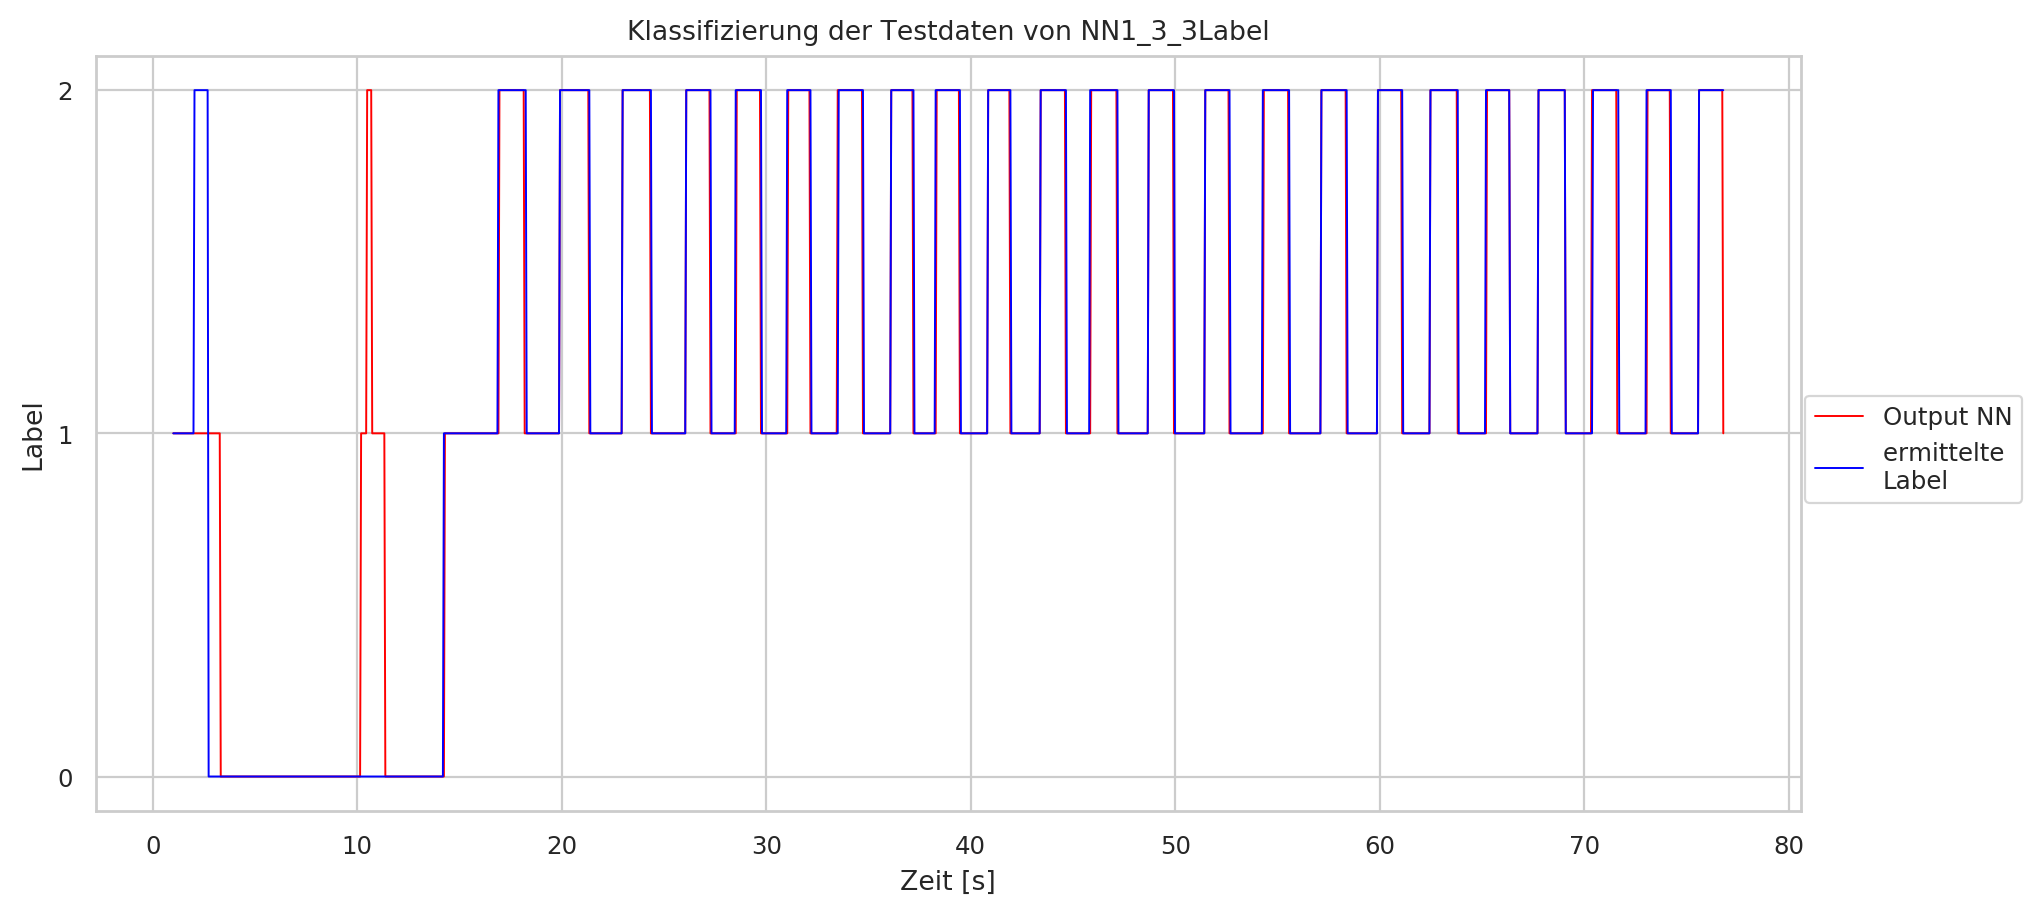 Klassifizierung der Testdaten von NN1_3_3Label
2
1
0
Label
0 10 20 30 40 50 60 70 80
Zeit [s]
Output NN
ermittelte
Label